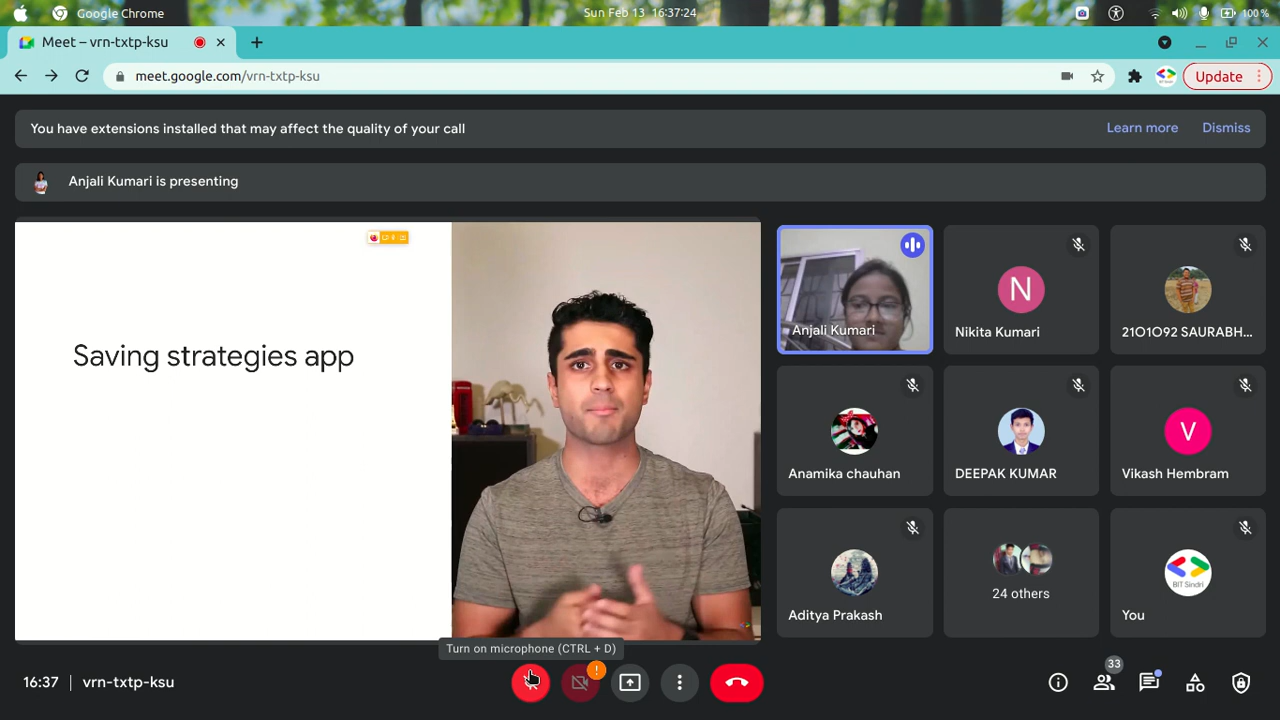 Google Chrome
Sun Feb 13 16:37:24
100 %
Meet – vrn-txtp-ksu
meet.google.com/vrn-txtp-ksu
Update
You have extensions installed that may affect the quality of your call
Learn more
Dismiss
Anjali Kumari is presenting
Saving strategies app
Anjali Kumari
N
Nikita Kumari
2101092 SAURABH...
Anamika chauhan
DEEPAK KUMAR
V
Vikash Hembram
Aditya Prakash
24 others
BIT Sindri
You
Turn on microphone (CTRL + D)
16:37
vrn-txtp-ksu
33